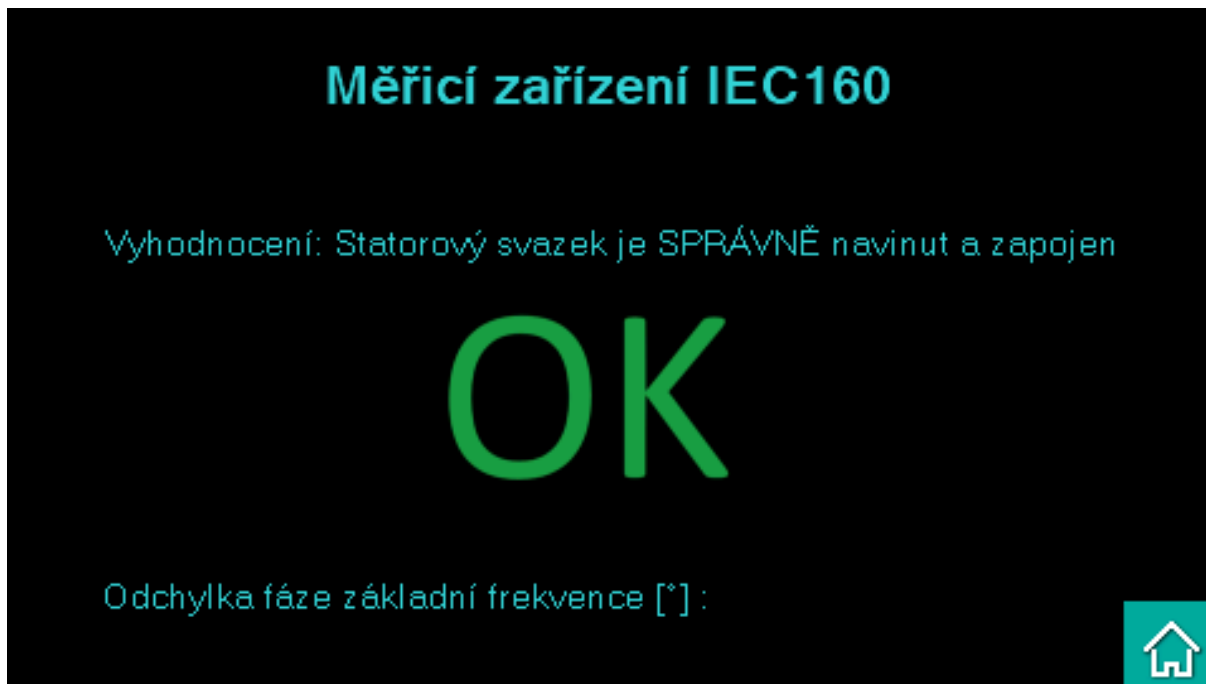 Měřicí zařízení IEC160
Vyhodnocení: Statorový svazek je SPRÁVNĚ navinut a zapojen
OK
Odchylka fáze základní frekvence [°] :